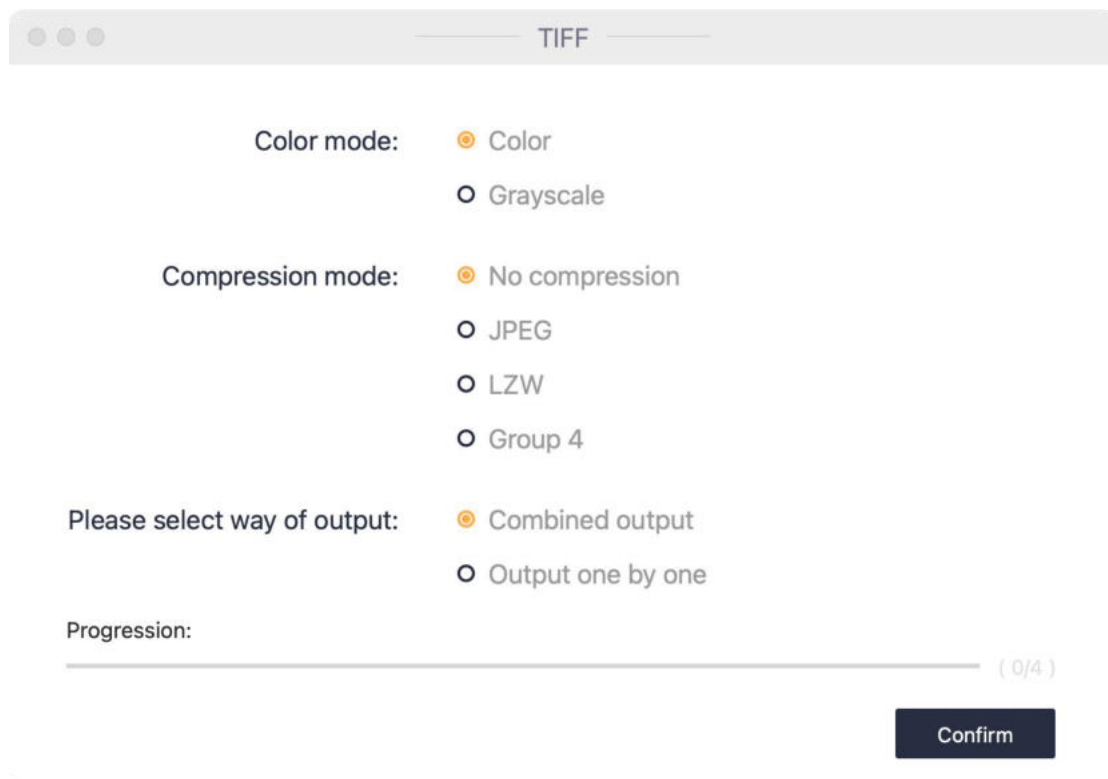 TIFF
Color mode: Color
Grayscale
Compression mode: No compression
JPEG
LZW
Group 4
Please select way of output: Combined output
Output one by one
Progression:
( 0/4 )
Confirm